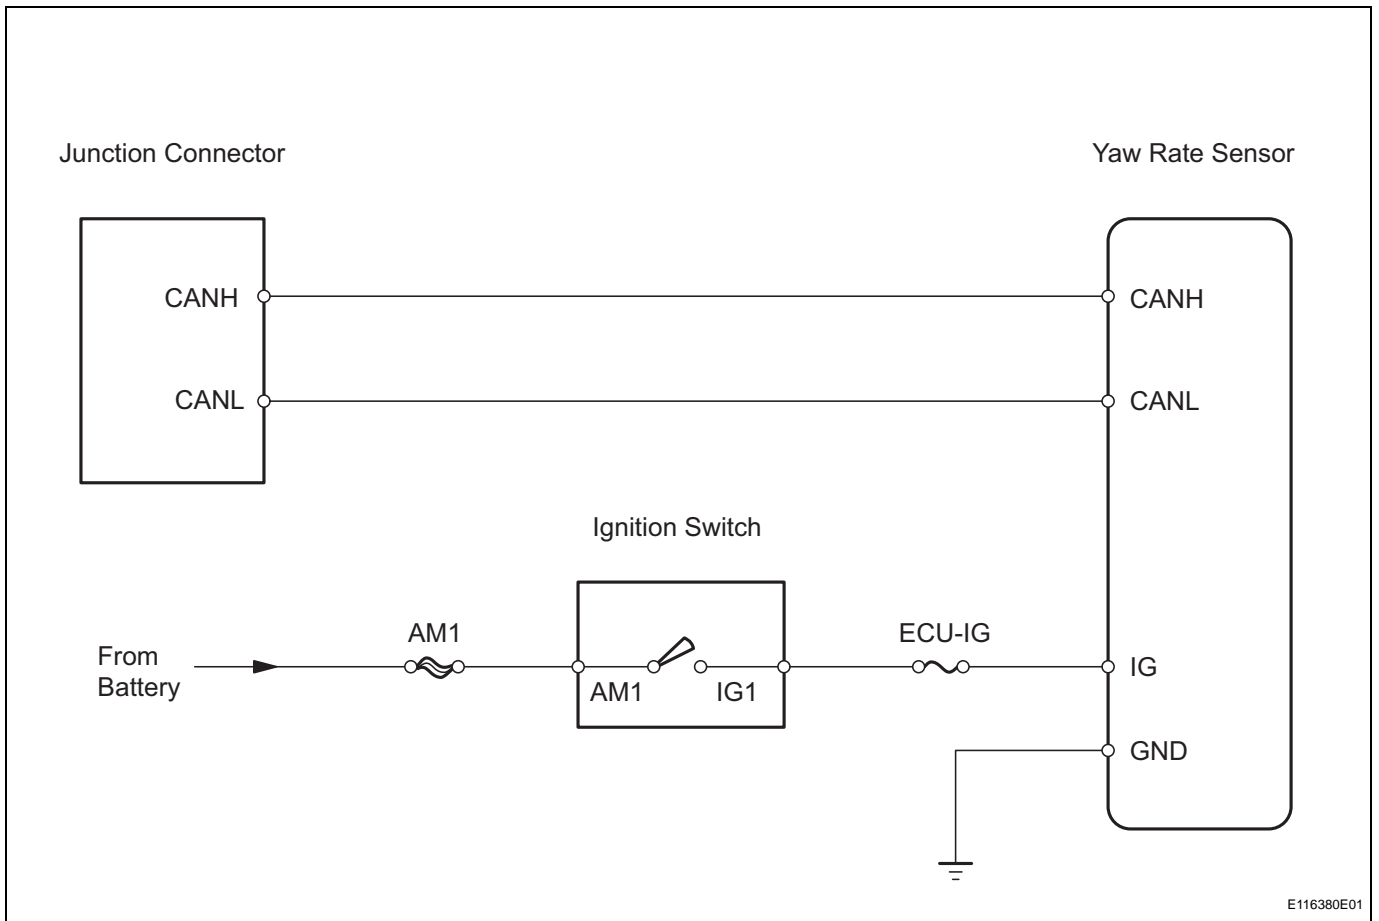 Junction Connector
Yaw Rate Sensor
CANH
CANH
CANL
CANL
Ignition Switch
From
Battery
AM1
AM1
IG1
ECU-IG
IG
GND
E116380E01